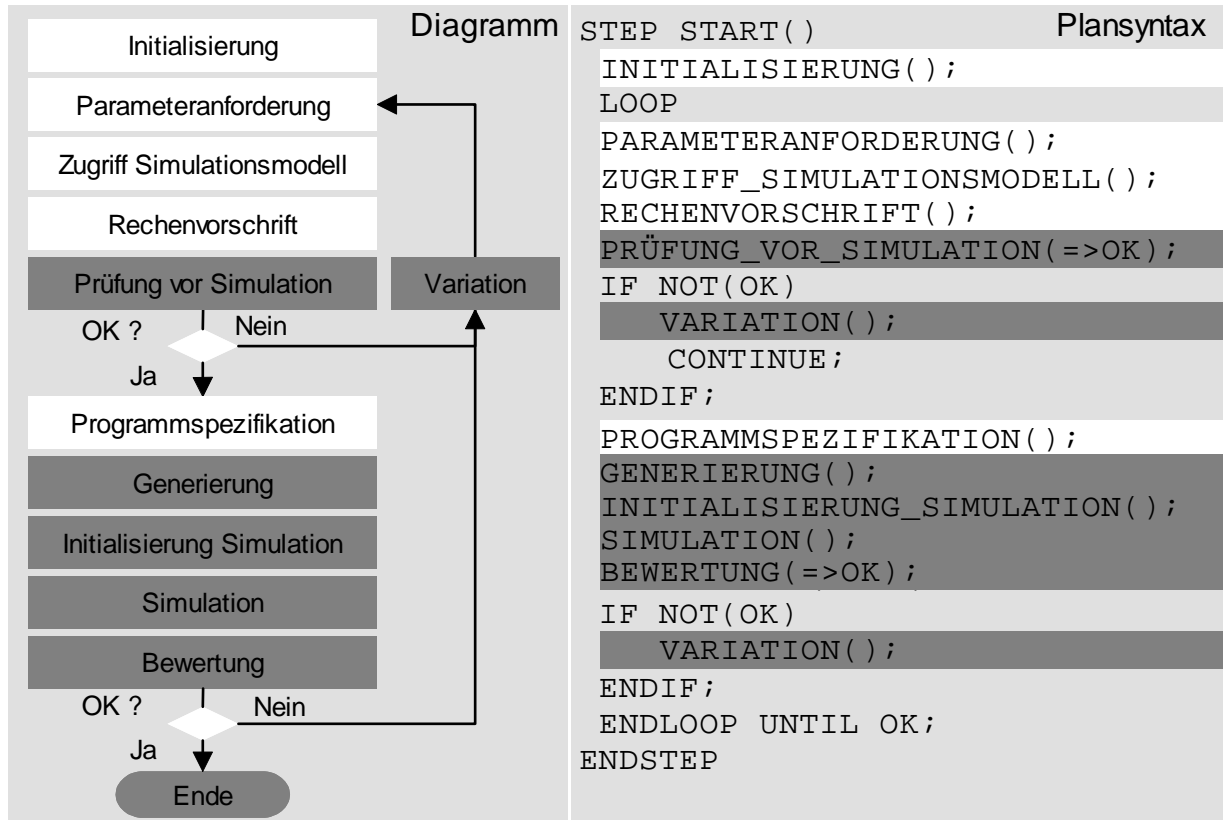 Diagramm
Initialisierung
Parameteranforderung
Zugriff Simulationsmodell
Rechenvorschrift
Prüfung vor Simulation
Variation
OK ?
Nein
Ja
Programmspezifikation
Generierung
Initialisierung Simulation
Simulation
Bewertung
OK ?
Nein
Ja
Ende
Plansyntax
STEP START()
INITIALISIERUNG();
LOOP
PARAMETERANFORDERUNG();
ZUGRIFF_SIMULATIONSMODELL();
RECHENVORSCHRIFT();
PRÜFUNG_VOR_SIMULATION(=>OK);
IF NOT(OK)
VARIATION();
CONTINUE;
ENDIF;
PROGRAMMSPEZIFIKATION();
GENERIERUNG();
INITIALISIERUNG_SIMULATION();
SIMULATION();
BEWERTUNG(=>OK);
IF NOT(OK)
VARIATION();
ENDIF;
ENDLOOP UNTIL OK;
ENDSTEP